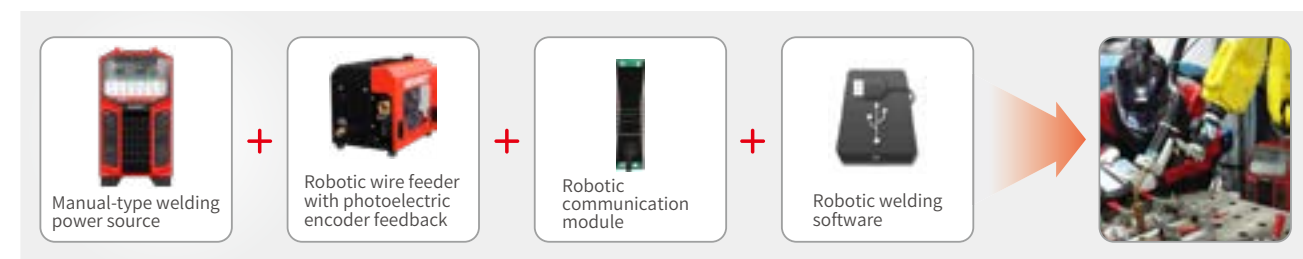 Manual-type welding
power source
Robotic wire feeder
with photoelectric
encoder feedback
Robotic
communication
module
Robotic welding
software